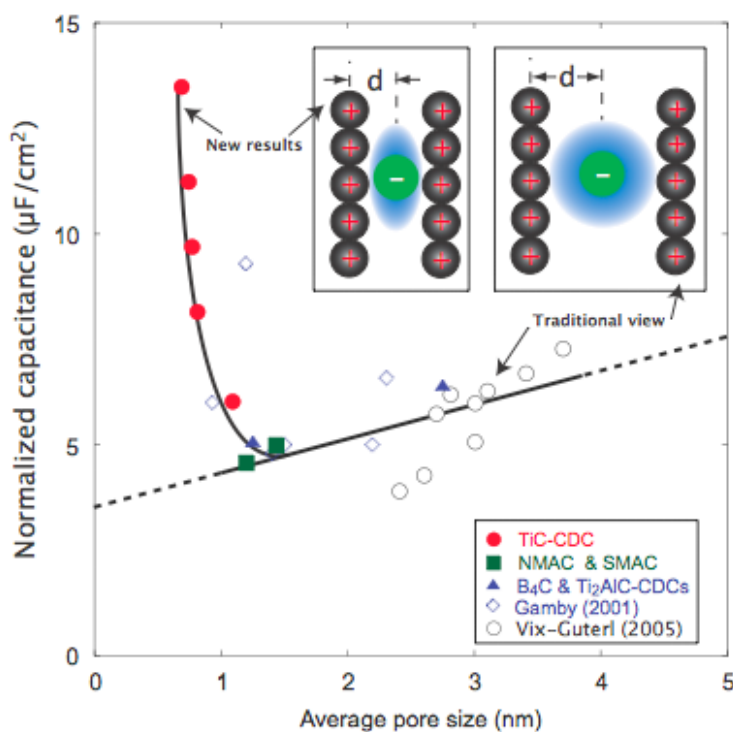 15
10
5
0
Normalized capacitance (µF/cm²)
d
d
+ + + + + + + + + +
−
+ + + + + + + + + +
−
New results
Traditional view
TiC-CDC
NMAC & SMAC
B₄C & Ti₂AlC-CDCs
Gamby (2001)
Vix-Guterl (2005)
0 1 2 3 4 5
Average pore size (nm)